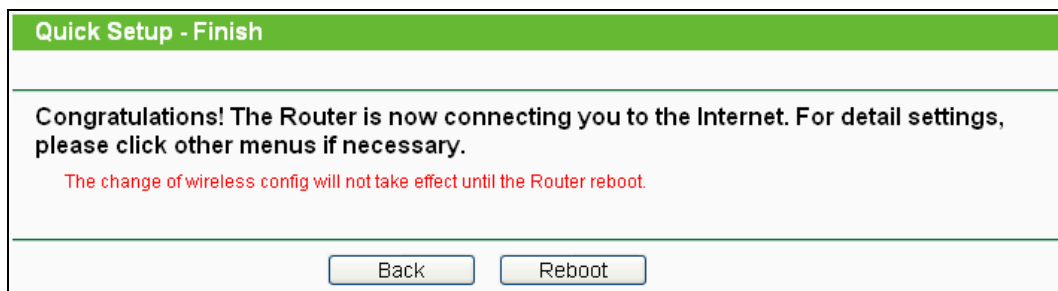 Quick Setup - Finish
Congratulations! The Router is now connecting you to the Internet. For detail settings,
please click other menus if necessary.
The change of wireless config will not take effect until the Router reboot.
Back
Reboot